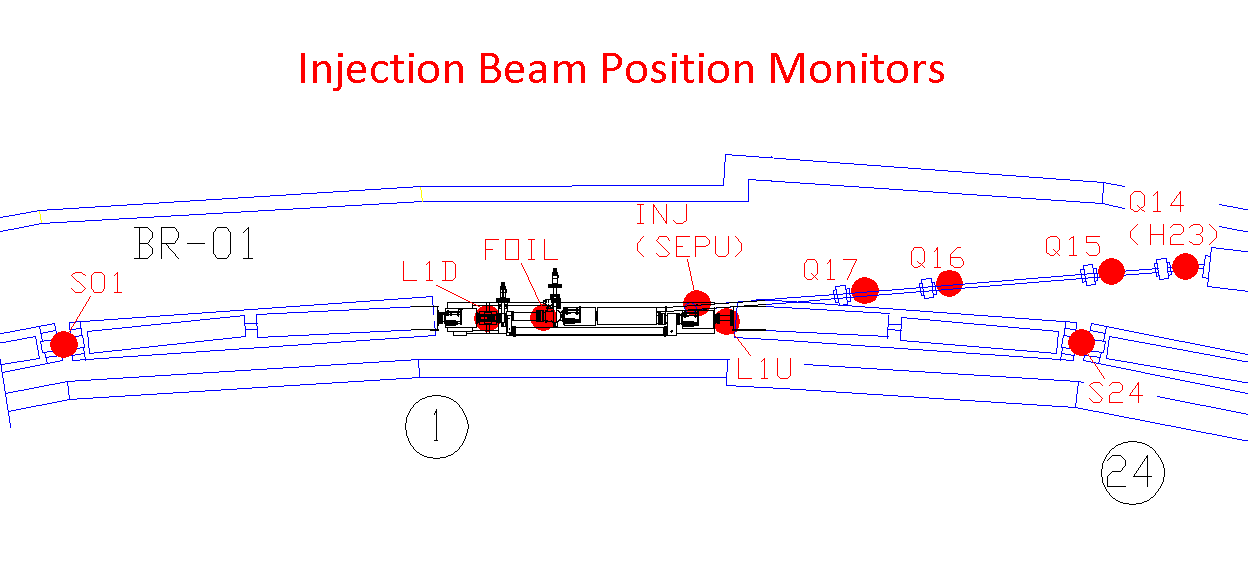 Injection Beam Position Monitors
BR-01
S01
L1D
FOIL
INJ
(SEPU)
Q17
Q16
Q15
Q14
(H23)
L1U
S24
1
24